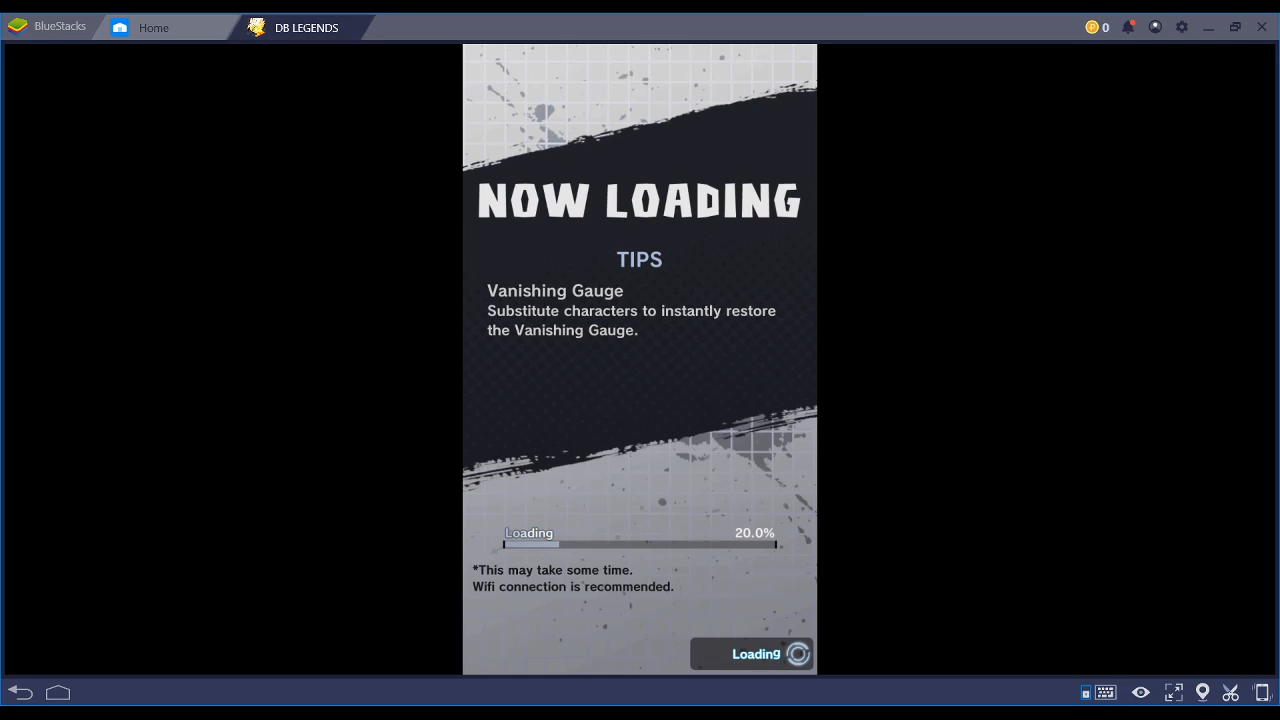 BlueStacks
Home
DB LEGENDS
0
NOW LOADING
TIPS
Vanishing Gauge
Substitute characters to instantly restore
the Vanishing Gauge.
Loading 20.0%
*This may take some time.
Wifi connection is recommended.
Loading